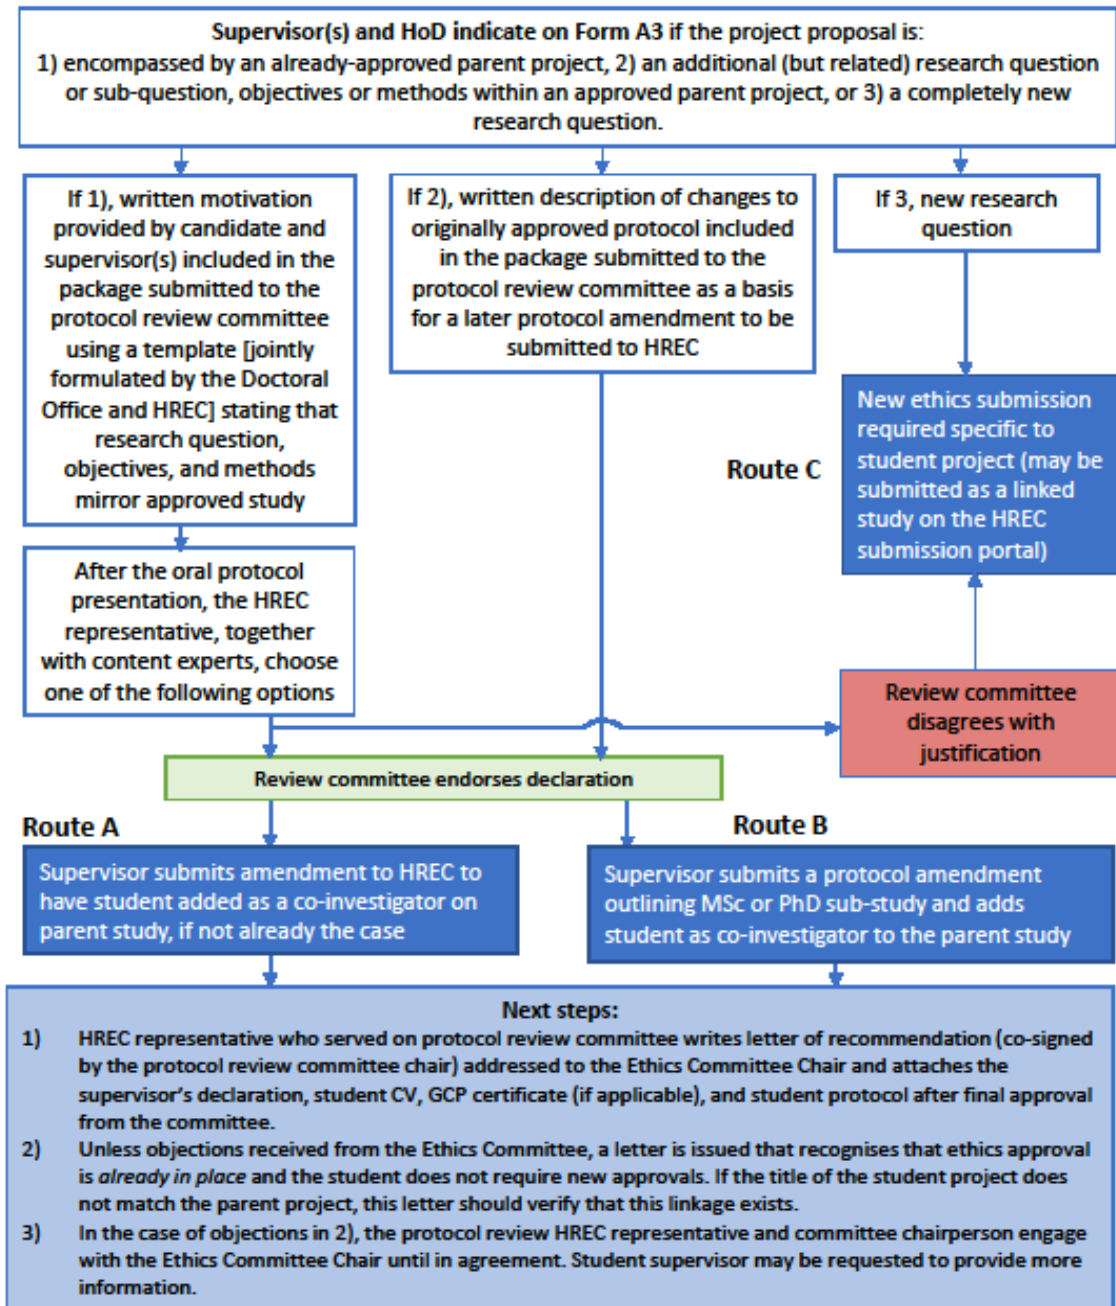 Supervisor(s) and HoD indicate on Form A3 if the project proposal is:
1) encompassed by an already-approved parent project, 2) an additional (but related) research question
or sub-question, objectives or methods within an approved parent project, or 3) a completely new
research question.
If 1), written motivation
provided by candidate and
supervisor(s) included in the
package submitted to the
protocol review committee
using a template [jointly
formulated by the Doctoral
Office and HREC] stating that
research question,
objectives, and methods
mirror approved study
If 2), written description of changes to
originally approved protocol included
in the package submitted to the
protocol review committee as a basis
for a later protocol amendment to be
submitted to HREC
If 3, new research
question
Route C
New ethics submission
required specific to
student project (may be
submitted as a linked
study on the HREC
submission portal)
After the oral protocol
presentation, the HREC
representative, together
with content experts, choose
one of the following options
Review committee
disagrees with
justification
Review committee endorses declaration
Route A
Route B
Supervisor submits amendment to HREC to
have student added as a co-investigator on
parent study, if not already the case
Supervisor submits a protocol amendment
outlining MSc or PhD sub-study and adds
student as co-investigator to the parent study
Next steps:
1) HREC representative who served on protocol review committee writes letter of recommendation (co-signed
by the protocol review committee chair) addressed to the Ethics Committee Chair and attaches the
supervisor's declaration, student CV, GCP certificate (if applicable), and student protocol after final approval
from the committee.
2) Unless objections received from the Ethics Committee, a letter is issued that recognises that ethics approval
is already in place and the student does not require new approvals. If the title of the student project does
not match the parent project, this letter should verify that this linkage exists.
3) In the case of objections in 2), the protocol review HREC representative and committee chairperson engage
with the Ethics Committee Chair until in agreement. Student supervisor may be requested to provide more
information.